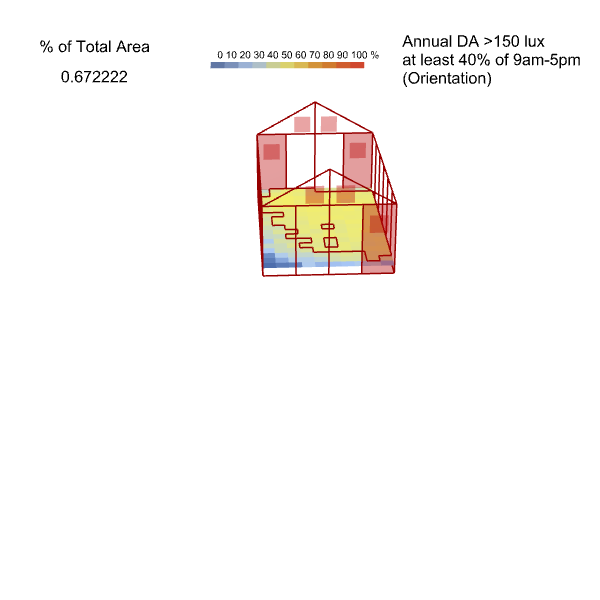 % of Total Area
0.672222
0 10 20 30 40 50 60 70 80 90 100 %
Annual DA >150 lux
at least 40% of 9am-5pm
(Orientation)